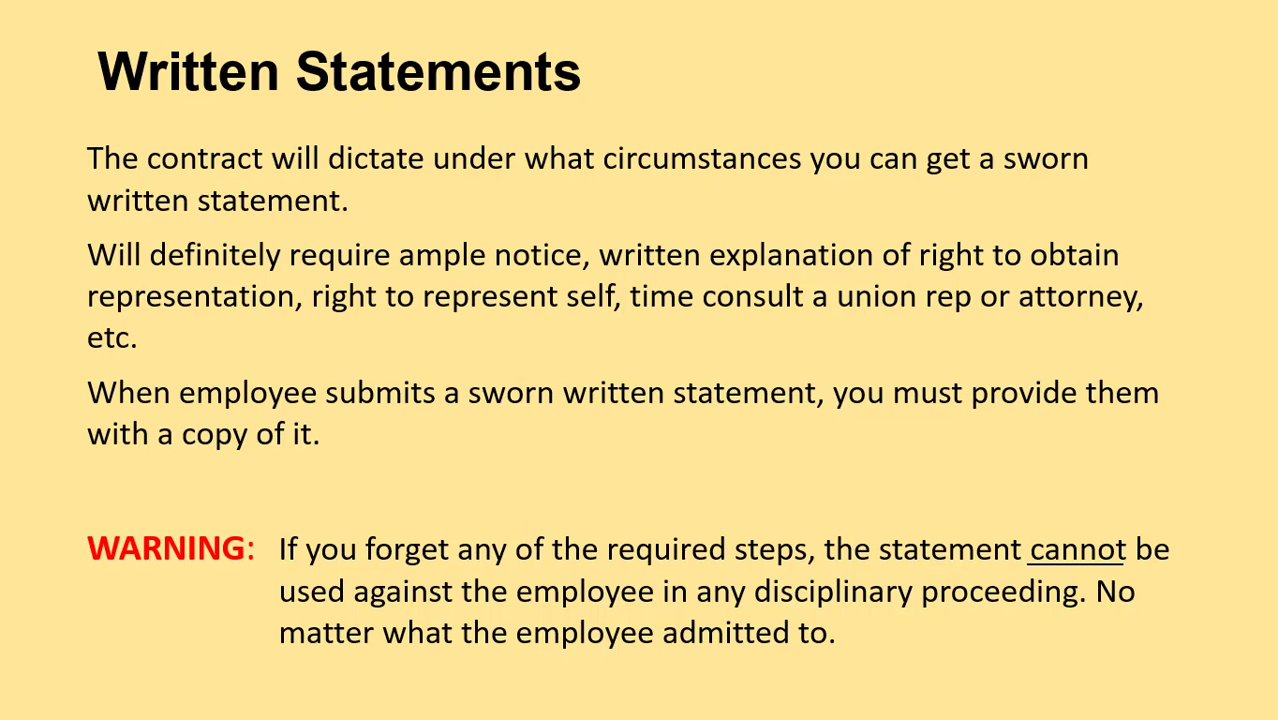 Written Statements
The contract will dictate under what circumstances you can get a sworn
written statement.
Will definitely require ample notice, written explanation of right to obtain
representation, right to represent self, time consult a union rep or attorney,
etc.
When employee submits a sworn written statement, you must provide them
with a copy of it.
WARNING: If you forget any of the required steps, the statement cannot be
used against the employee in any disciplinary proceeding. No
matter what the employee admitted to.